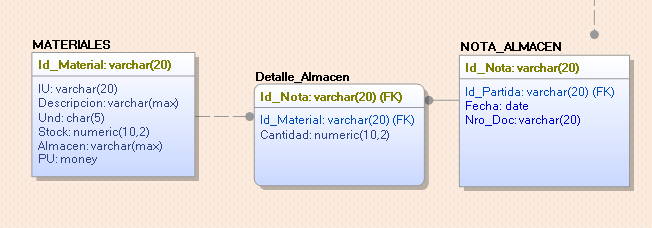 MATERIALES
Id_Material: varchar(20)
IU: varchar(20)
Descripcion: varchar(max)
Und: char(5)
Stock: numeric(10,2)
Almacen: varchar(max)
PU: money
Detalle_Almacen
Id_Nota: varchar(20) (FK)
Id_Material: varchar(20) (FK)
Cantidad: numeric(10,2)
NOTA_ALMACEN
Id_Nota: varchar(20)
Id_Partida: varchar(20) (FK)
Fecha: date
Nro_Doc: varchar(20)